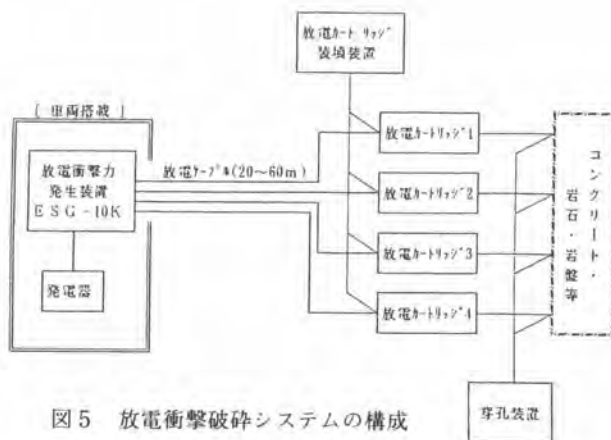 放電カートリッジ
装填装置
[ 車両搭載 ]
放電衝撃力
発生装置
ESG-10K
発電器
放電ケーブル(20〜60m)
放電カートリッジ1
放電カートリッジ2
放電カートリッジ3
放電カートリッジ4
コンクリート・
岩石・岩盤等
穿孔装置
図5 放電衝撃破砕システムの構成